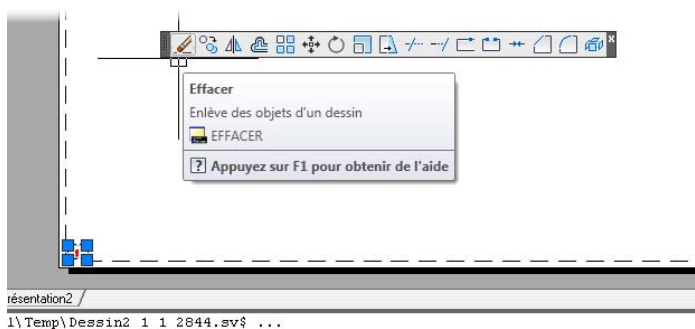 Effacer
Enlève des objets d'un dessin
EFFACER
? Appuyez sur F1 pour obtenir de l'aide
résentation2
l\Temp\Dessin2 1 1 2844.sv$ ...